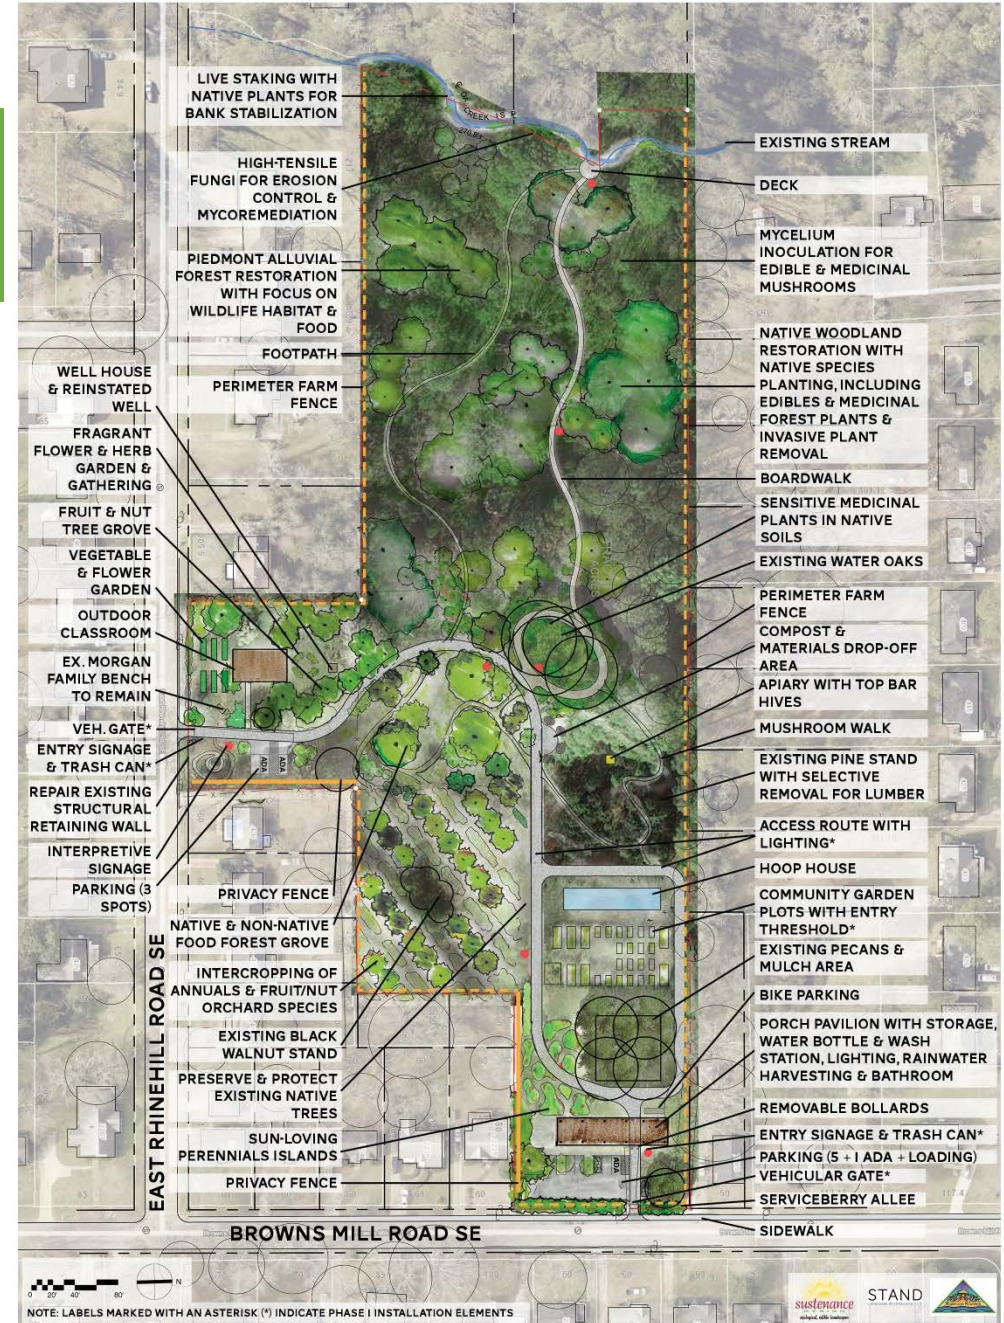 LIVE STAKING WITH
NATIVE PLANTS FOR
BANK STABILIZATION
HIGH-TENSILE
FUNGI FOR EROSION
CONTROL &
MYCOREMEDIATION
PIEDMONT ALLUVIAL
FOREST RESTORATION
WITH FOCUS ON
WILDLIFE HABITAT &
FOOD
FOOTPATH
PERIMETER FARM
FENCE
WELL HOUSE
& REINSTATED
WELL
FRAGRANT
FLOWER & HERB
GARDEN &
GATHERING
FRUIT & NUT
TREE GROVE
VEGETABLE
& FLOWER
GARDEN
OUTDOOR
CLASSROOM
EX. MORGAN
FAMILY BENCH
TO REMAIN
VEH. GATE*
ENTRY SIGNAGE
& TRASH CAN*
REPAIR EXISTING
STRUCTURAL
RETAINING WALL
INTERPRETIVE
SIGNAGE
PARKING (3
SPOTS)
PRIVACY FENCE
NATIVE & NON-NATIVE
FOOD FOREST GROVE
INTERCROPPING OF
ANNUALS & FRUIT/NUT
ORCHARD SPECIES
EXISTING BLACK
WALNUT STAND
PRESERVE & PROTECT
EXISTING NATIVE
TREES
SUN-LOVING
PERENNIALS ISLANDS
PRIVACY FENCE
EXISTING STREAM
DECK
MYCELIUM
INOCULATION FOR
EDIBLE & MEDICINAL
MUSHROOMS
NATIVE WOODLAND
RESTORATION WITH
NATIVE SPECIES
PLANTING, INCLUDING
EDIBLES & MEDICINAL
FOREST PLANTS &
INVASIVE PLANT
REMOVAL
BOARDWALK
SENSITIVE MEDICINAL
PLANTS IN NATIVE
SOILS
EXISTING WATER OAKS
PERIMETER FARM
FENCE
COMPOST &
MATERIALS DROP-OFF
AREA
APIARY WITH TOP BAR
HIVES
MUSHROOM WALK
EXISTING PINE STAND
WITH SELECTIVE
REMOVAL FOR LUMBER
ACCESS ROUTE WITH
LIGHTING*
HOOP HOUSE
COMMUNITY GARDEN
PLOTS WITH ENTRY
THRESHOLD*
EXISTING PECANS &
MULCH AREA
BIKE PARKING
PORCH PAVILION WITH STORAGE,
WATER BOTTLE & WASH
STATION, LIGHTING, RAINWATER
HARVESTING & BATHROOM
REMOVABLE BOLLARDS
ENTRY SIGNAGE & TRASH CAN*
PARKING (5 + 1 ADA + LOADING)
VEHICULAR GATE*
SERVICEBERRY ALLEE
SIDEWALK
ADA
ADA
ADA
EAST RHINEHILL ROAD SE
BROWNS MILL ROAD SE
0 20' 40' 80'
N
NOTE: LABELS MARKED WITH AN ASTERISK (*) INDICATE PHASE I INSTALLATION ELEMENTS
sustenance
STAND